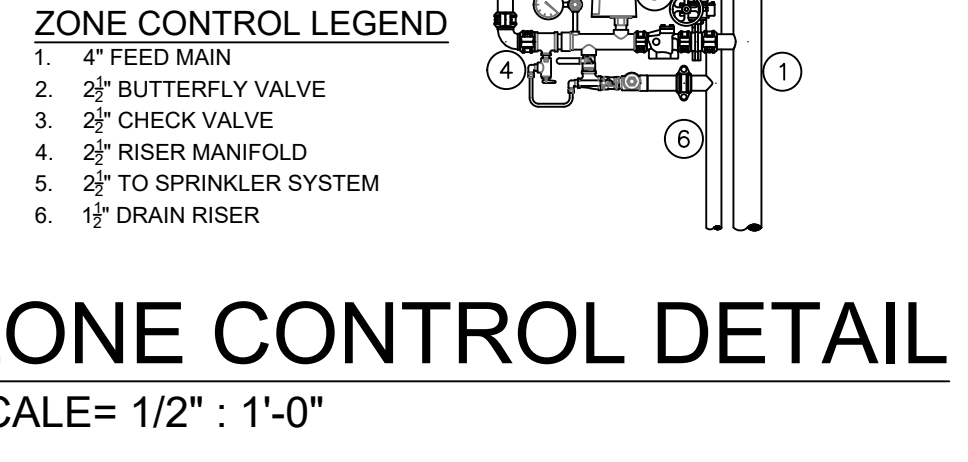 ZONE CONTROL LEGEND
1. 4" FEED MAIN
2. 2½" BUTTERFLY VALVE
3. 2½" CHECK VALVE
4. 2½" RISER MANIFOLD
5. 2½" TO SPRINKLER SYSTEM
6. 1½" DRAIN RISER
4
1
6
ONE CONTROL DETAIL
CALE= 1/2" : 1'-0"